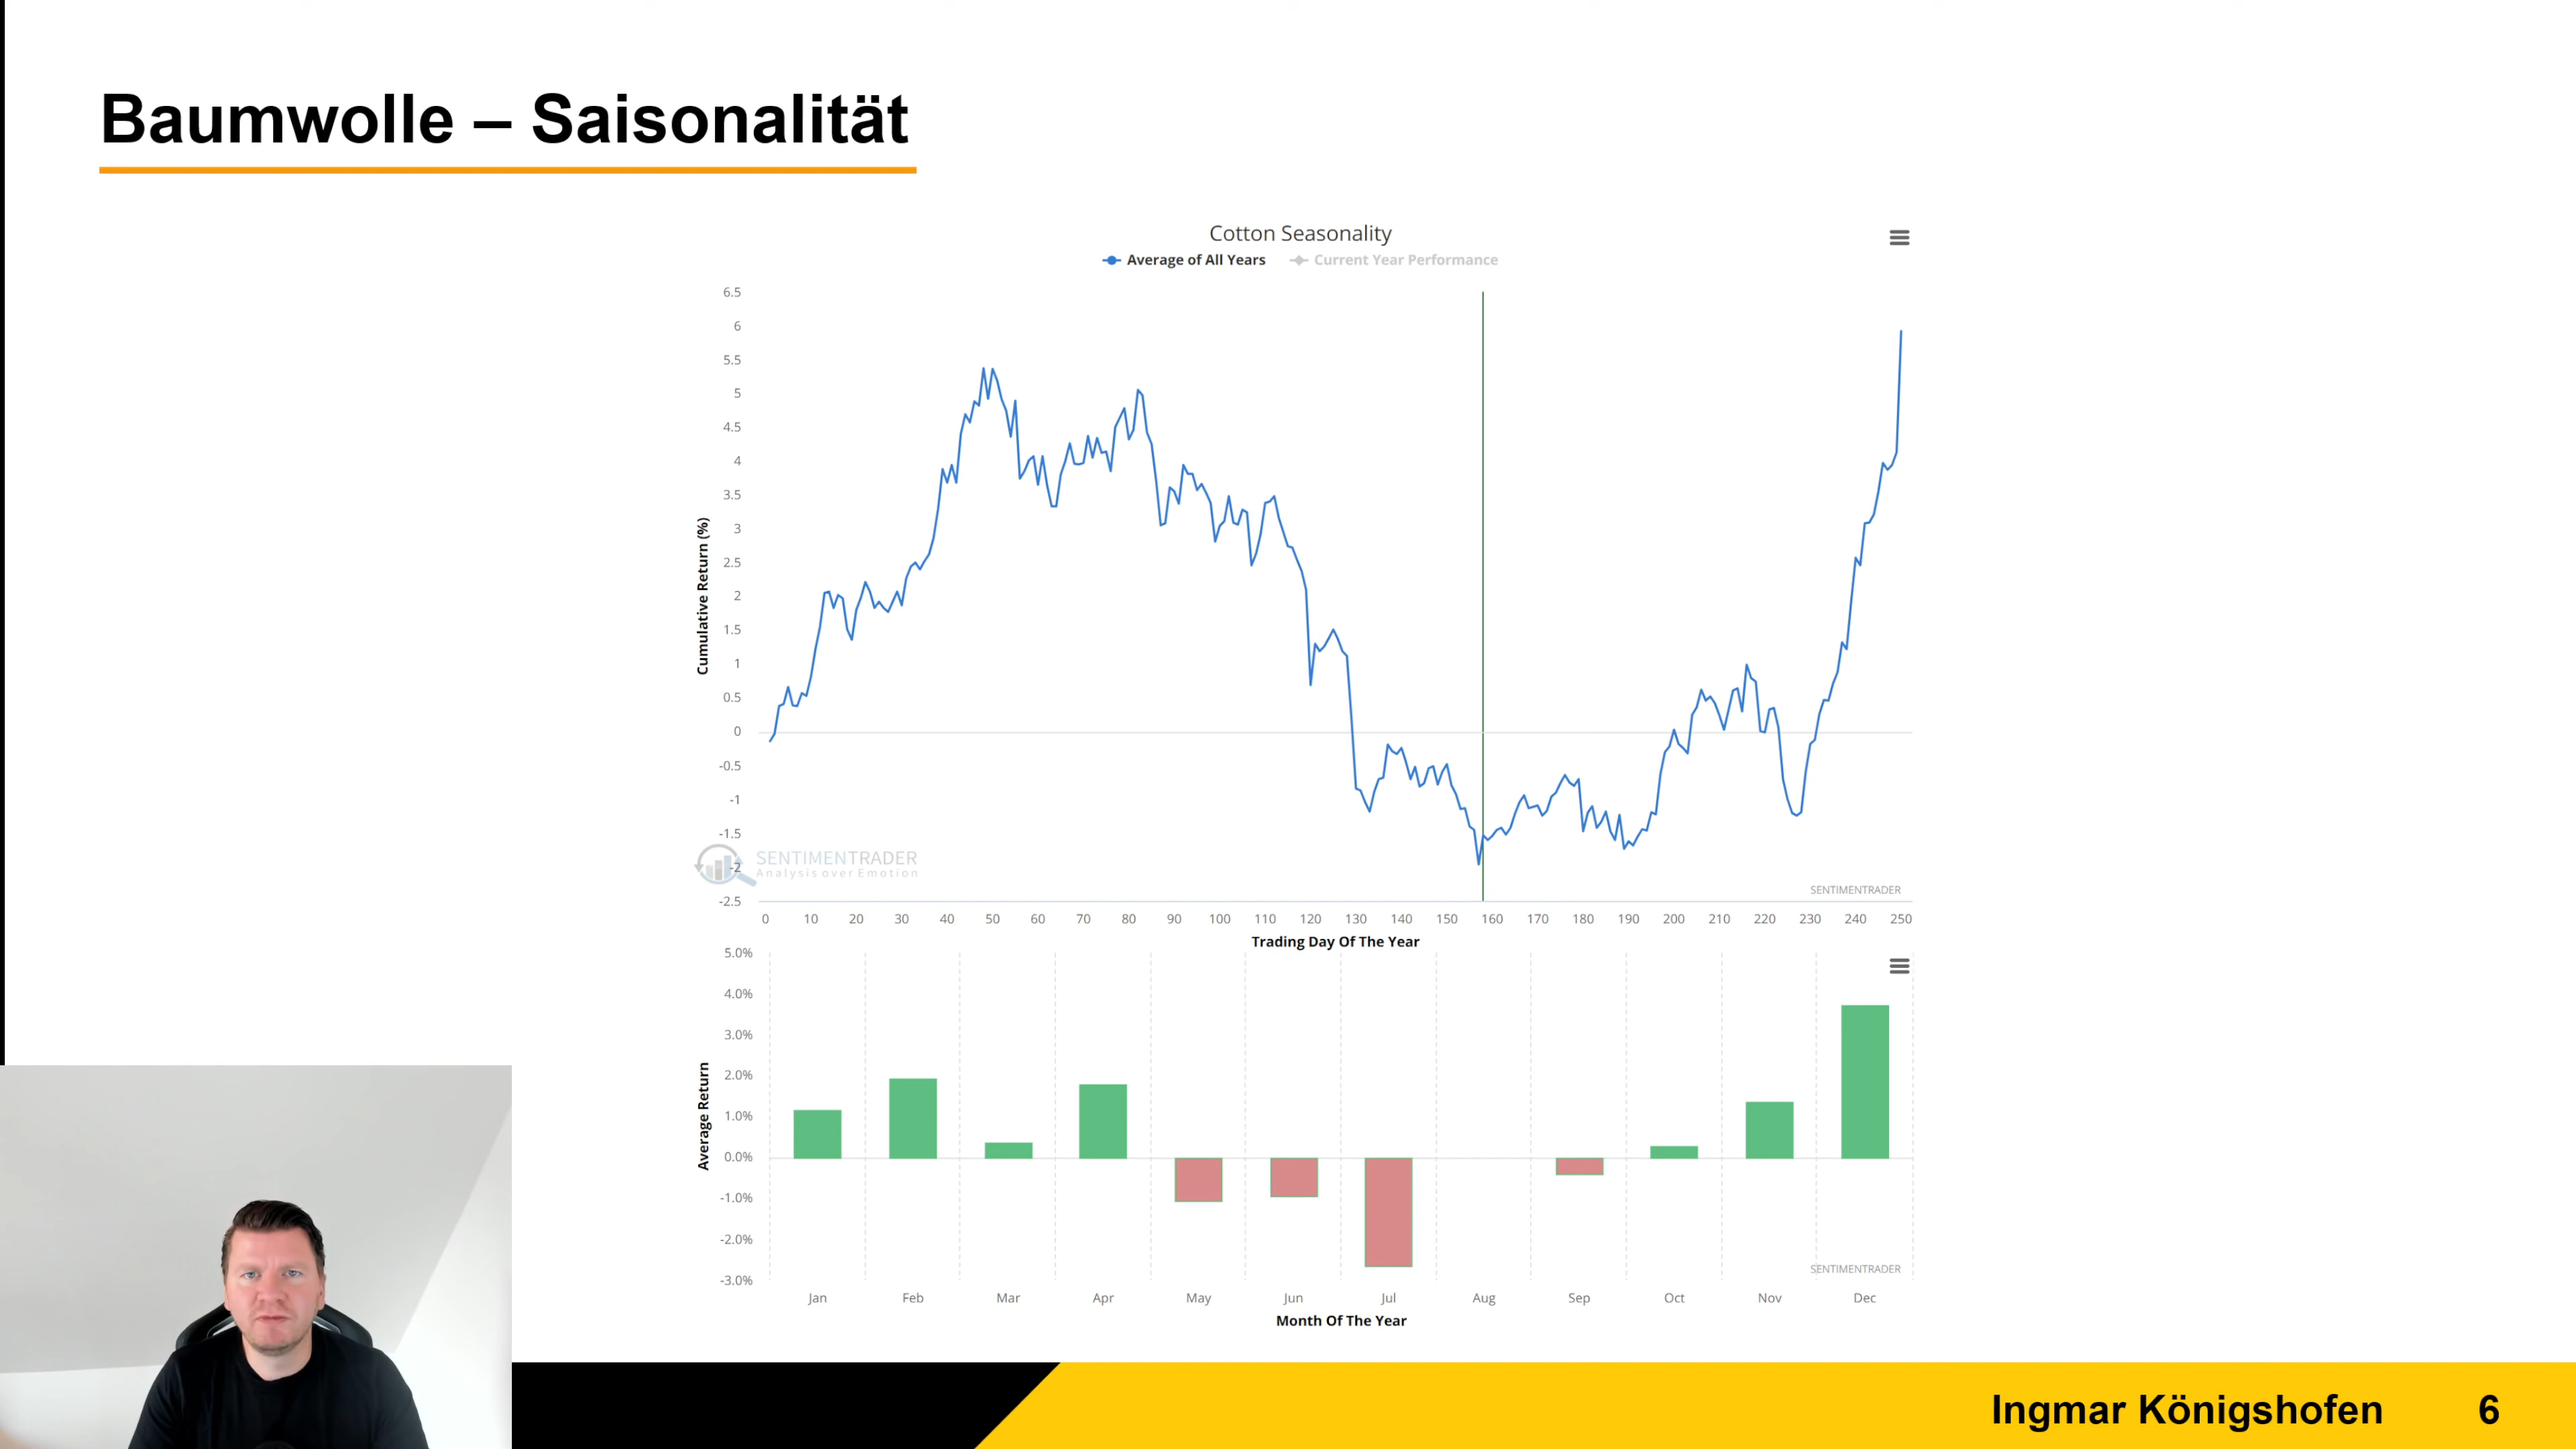 Baumwolle – Saisonalität
Cotton Seasonality
Average of All Years Current Year Performance
6.5
6
5.5
5
4.5
4
3.5
3
2.5
2
1.5
1
0.5
0
-0.5
-1
-1.5
-2
-2.5
Cumulative Return (%)
SENTIMENTRADER
Analysis over Emotion
SENTIMENTRADER
0 10 20 30 40 50 60 70 80 90 100 110 120 130 140 150 160 170 180 190 200 210 220 230 240 250
Trading Day Of The Year
5.0%
4.0%
3.0%
2.0%
1.0%
0.0%
-1.0%
-2.0%
-3.0%
Average Return
SENTIMENTRADER
Jan Feb Mar Apr May Jun Jul Aug Sep Oct Nov Dec
Month Of The Year
Ingmar Königshofen 6